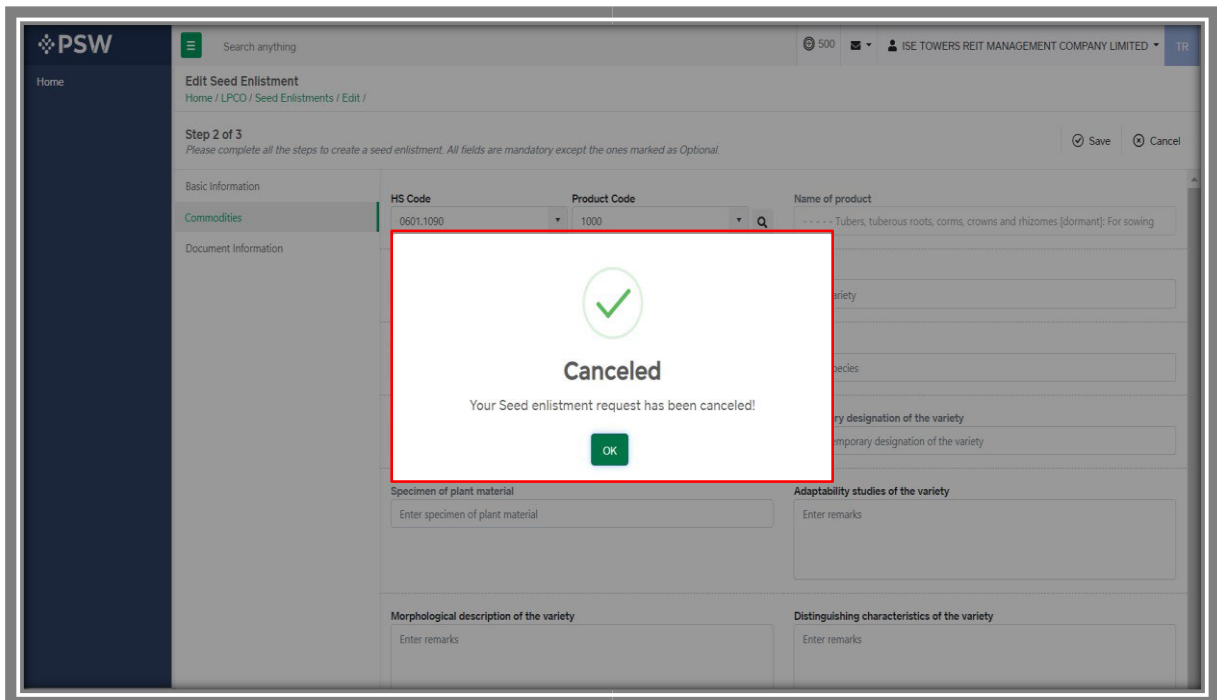 PSW
Search anything
500
ISE TOWERS REIT MANAGEMENT COMPANY LIMITED
TR
Home
Edit Seed Enlistment
Home / LPCO / Seed Enlistments / Edit /
Step 2 of 3
Please complete all the steps to create a seed enlistment. All fields are mandatory except the ones marked as Optional.
Save
Cancel
Basic Information
Commodities
Document Information
HS Code
Product Code
Name of product
0601.1090
1000
- - - - - Tubers, tuberous roots, corms, crowns and rhizomes [dormant]: For sowing
Canceled
Your Seed enlistment request has been canceled!
OK
designation of the variety
designation of the variety
Specimen of plant material
Adaptability studies of the variety
Enter specimen of plant material
Enter remarks
Morphological description of the variety
Distinguishing characteristics of the variety
Enter remarks
Enter remarks